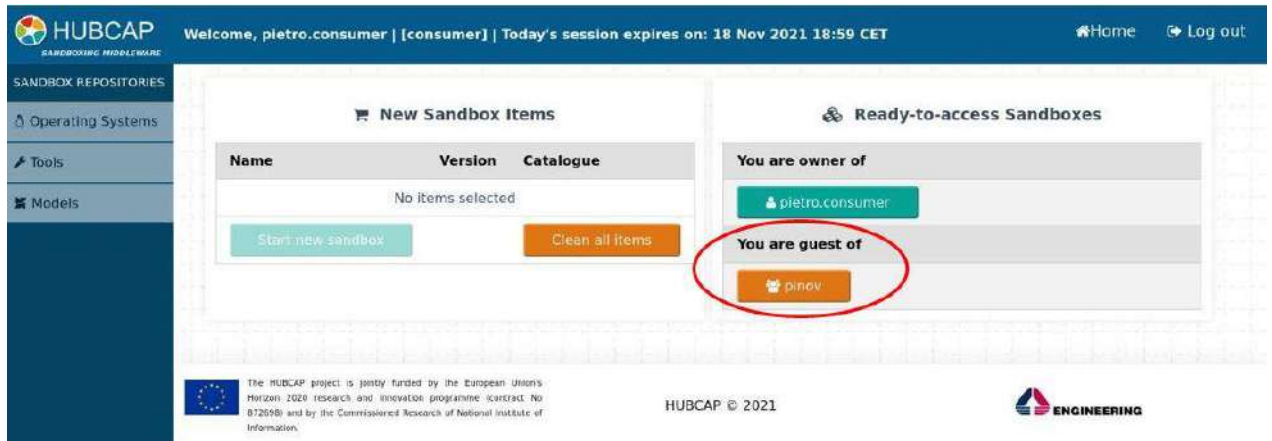 HUBCAP
SANDBOXING MIDDLEWARE
Welcome, pietro.consumer | [consumer] | Today's session expires on: 18 Nov 2021 18:59 CET
Home
Log out
SANDBOX REPOSITORIES
Operating Systems
Tools
Models
New Sandbox Items
Name Version Catalogue
No items selected
Start new sandbox
Clean all items
Ready-to-access Sandboxes
You are owner of
pietro.consumer
You are guest of
pinov
The HUBCAP project is jointly funded by the European Union's
Horizon 2020 research and innovation programme (contract No
872698) and by the Commissioned Research of National Institute of
Information.
HUBCAP © 2021
ENGINEERING